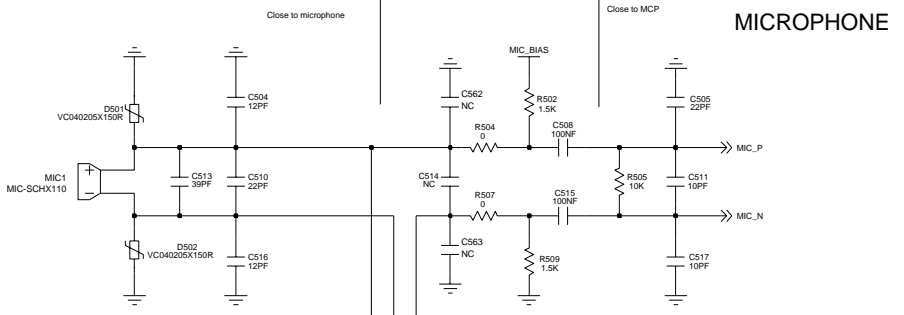 Close to microphone
Close to MCP
MICROPHONE
MIC_BIAS
D501
VC040205X150R
C504
12PF
C562
NC
R502
1.5K
C505
22PF
R504
0
C508
100NF
MIC_P
MIC1
MIC-SCHX110
+
−
C513
39PF
C510
22PF
C514
NC
R505
10K
C511
10PF
R507
0
C515
100NF
MIC_N
D502
VC040205X150R
C516
12PF
C563
NC
R509
1.5K
C517
10PF